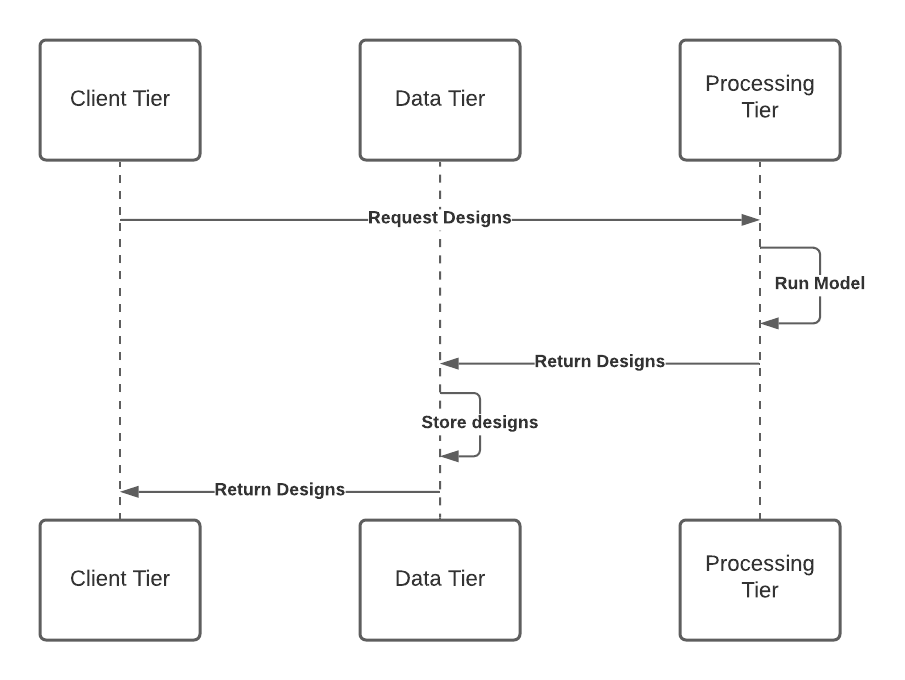 Client Tier
Data Tier
Processing
Tier
Request Designs
Run Model
Return Designs
Store designs
Return Designs
Client Tier
Data Tier
Processing
Tier